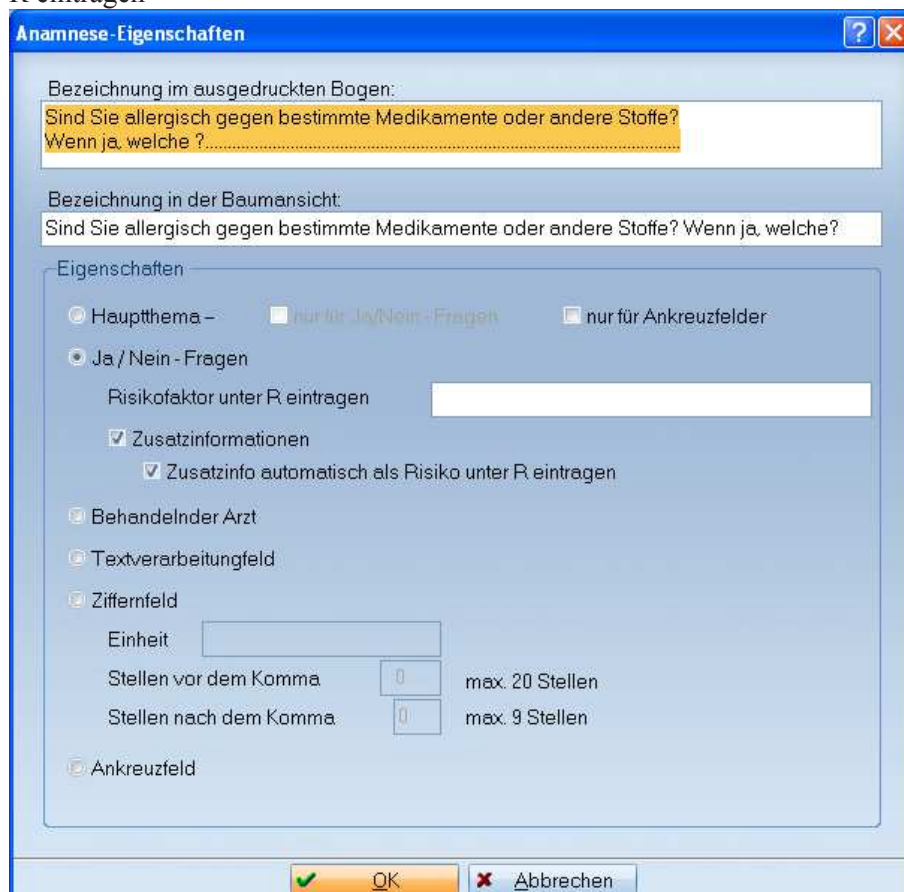 R eintragen
Anamnese-Eigenschaften
Bezeichnung im ausgedruckten Bogen:
Sind Sie allergisch gegen bestimmte Medikamente oder andere Stoffe?
Wenn ja, welche ?....................................................................................................
Bezeichnung in der Baumansicht:
Sind Sie allergisch gegen bestimmte Medikamente oder andere Stoffe? Wenn ja, welche?
Eigenschaften
Hauptthema – nur für Ja/Nein - Fragen nur für Ankreuzfelder
Ja / Nein - Fragen
Risikofaktor unter R eintragen
Zusatzinformationen
Zusatzinfo automatisch als Risiko unter R eintragen
Behandelnder Arzt
Textverarbeitungfeld
Ziffernfeld
Einheit
Stellen vor dem Komma 0 max. 20 Stellen
Stellen nach dem Komma 0 max. 9 Stellen
Ankreuzfeld
OK Abbrechen